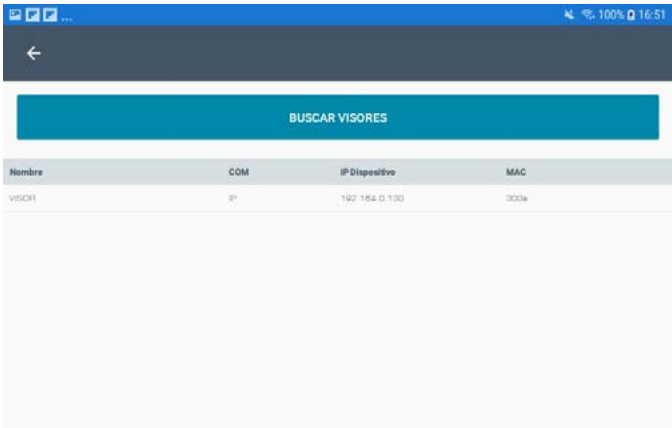 ... 100% 16:51
BUSCAR VISORES
Nombre COM IP Dispositivo MAC
VISOR IP 192.164.0.130 300a